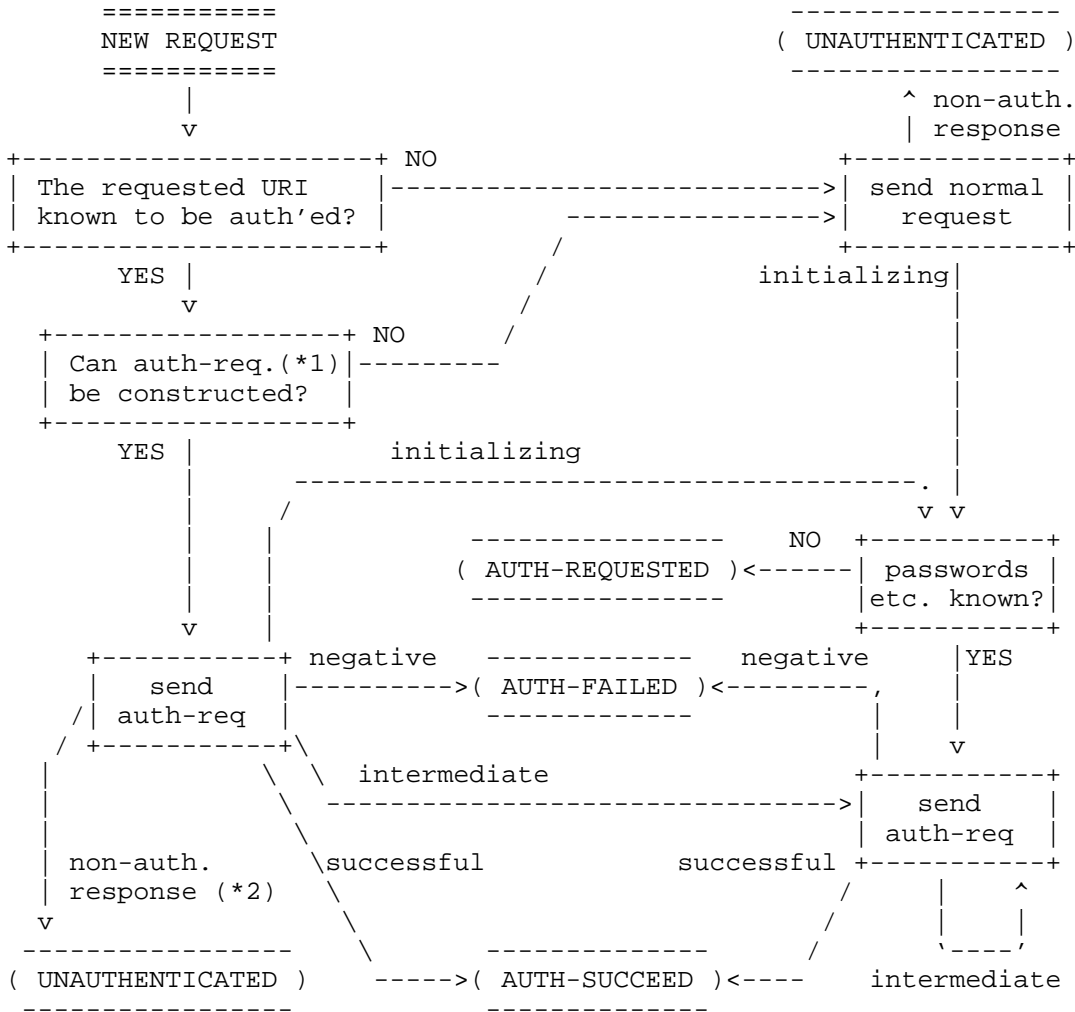 NEW REQUEST
( UNAUTHENTICATED )
non-auth.
response
NO
The requested URI
known to be auth'ed?
send normal
request
YES
initializing
NO
Can auth-req.(*1)
be constructed?
YES
initializing
NO
( AUTH-REQUESTED )
passwords
etc. known?
negative
negative
YES
send
auth-req
( AUTH-FAILED )
intermediate
send
auth-req
non-auth.
response (*2)
successful
successful
( UNAUTHENTICATED )
( AUTH-SUCCEED )
intermediate